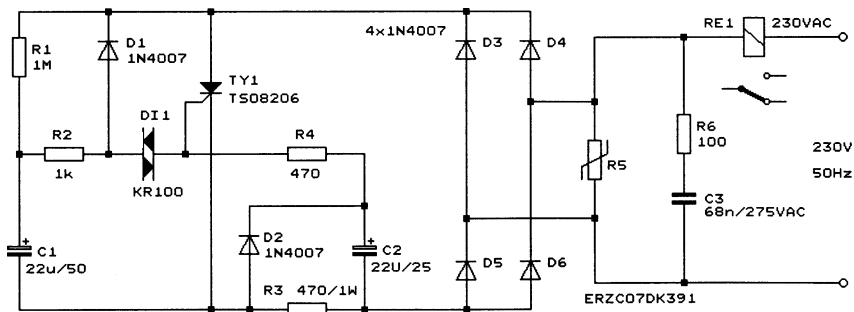 R1
1M
D1
1N4007
TY1
TS08206
4x1N4007
D3
D4
RE1
230VAC
R2
1k
DI1
KR100
R4
470
R5
R6
100
C3
68n/275VAC
230V
50Hz
C1
22u/50
D2
1N4007
C2
22U/25
D5
D6
R3 470/1W
ERZC07DK391
+
+